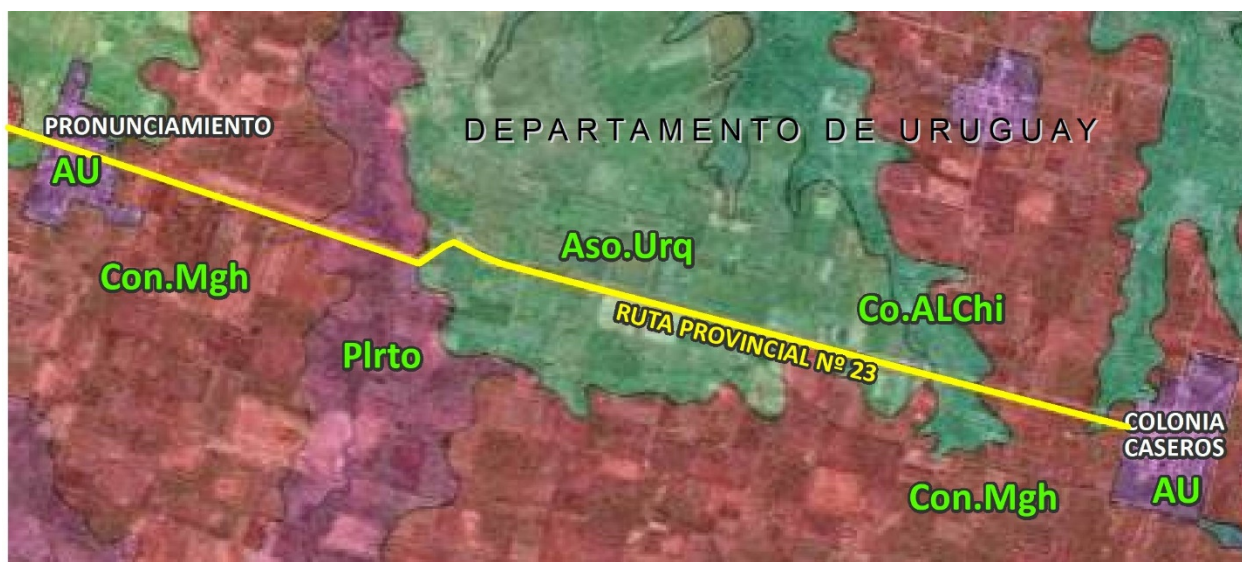 PRONUNCIAMIENTO
DEPARTAMENTO DE URUGUAY
AU
Aso.Urq
Con.Mgh
Co.ALChi
RUTA PROVINCIAL Nº 23
Plrto
COLONIA
CASEROS
Con.Mgh
AU